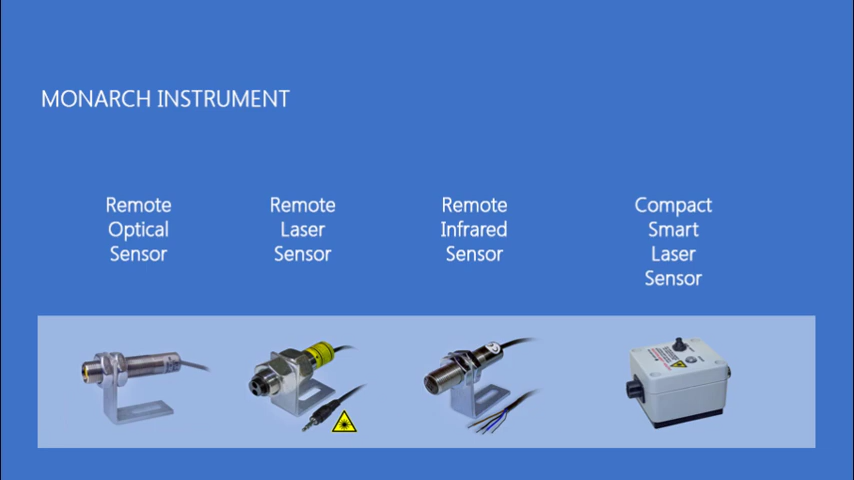 MONARCH INSTRUMENT
Remote
Optical
Sensor
Remote
Laser
Sensor
Remote
Infrared
Sensor
Compact
Smart
Laser
Sensor